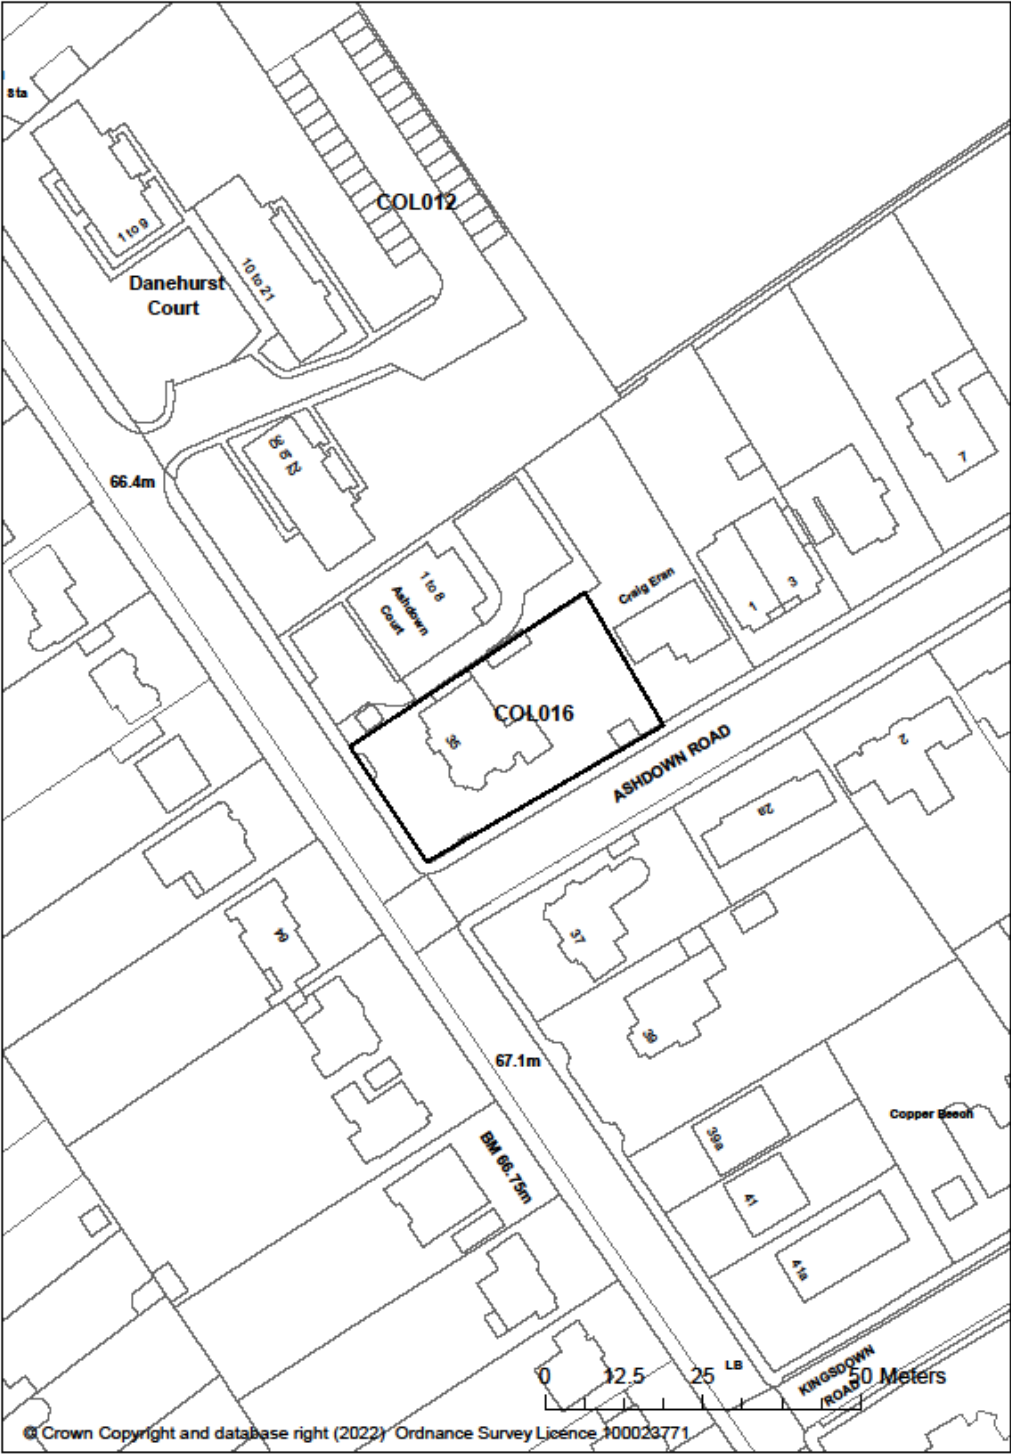 Sta
COL012
1 to 9
10 to 21
Danehurst
Court
22 to 30
66.4m
7
1 to 8
Ashdown
Court
Craig Eran
1
3
COL016
35
ASHDOWN ROAD
2
2a
37
64
39
67.1m
Copper Beech
39a
BM 66.75m
41
41a
KINGSDOWN
ROAD
LB
0 12.5 25 50 Meters
© Crown Copyright and database right (2022) Ordnance Survey Licence 100023771